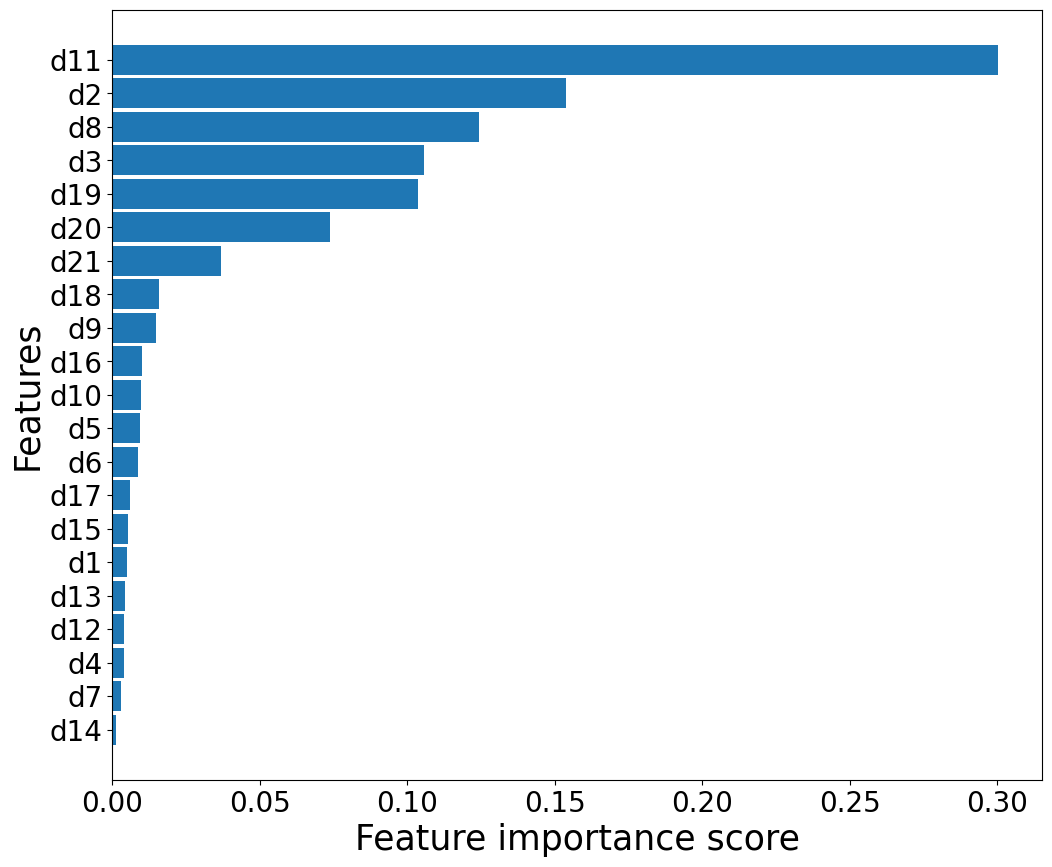 d11
d2
d8
d3
d19
d20
d21
d18
d9
d16
d10
d5
d6
d17
d15
d1
d13
d12
d4
d7
d14
Features
0.00 0.05 0.10 0.15 0.20 0.25 0.30
Feature importance score